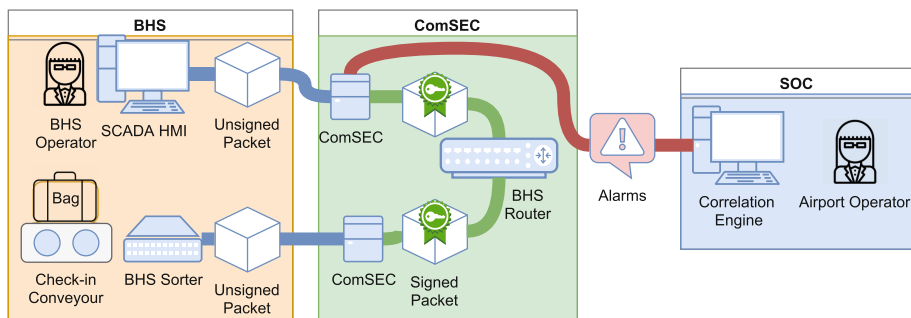 BHS
ComSEC
SOC
BHS
Operator
SCADA HMI
Unsigned
Packet
ComSEC
BHS
Router
Alarms
Correlation
Engine
Airport Operator
Bag
Check-in
Conveyour
BHS Sorter
Unsigned
Packet
ComSEC
Signed
Packet